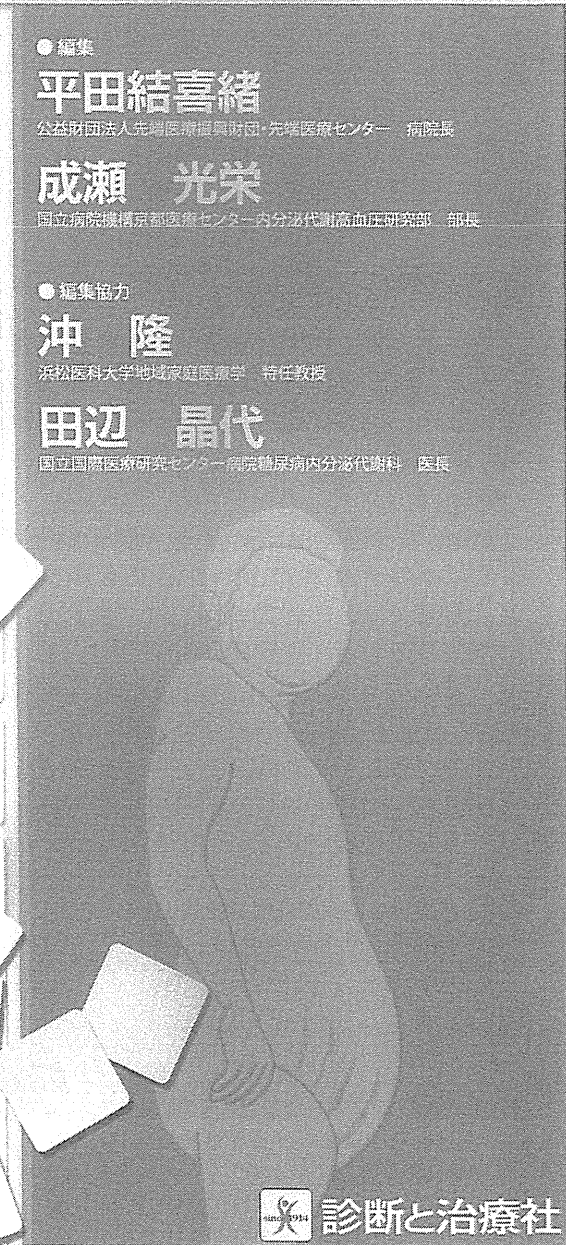 ● 編集
平田結喜緒
公益財団法人先端医療振興財団・先端医療センター　病院長
成瀬　光栄
国立病院機構京都医療センター内分泌代謝高血圧研究部　部長
● 編集協力
沖　隆
浜松医科大学地域家庭医療学　特任教授
田辺　晶代
国立国際医療研究センター病院糖尿病内分泌代謝科　医長
since 1914
診断と治療社